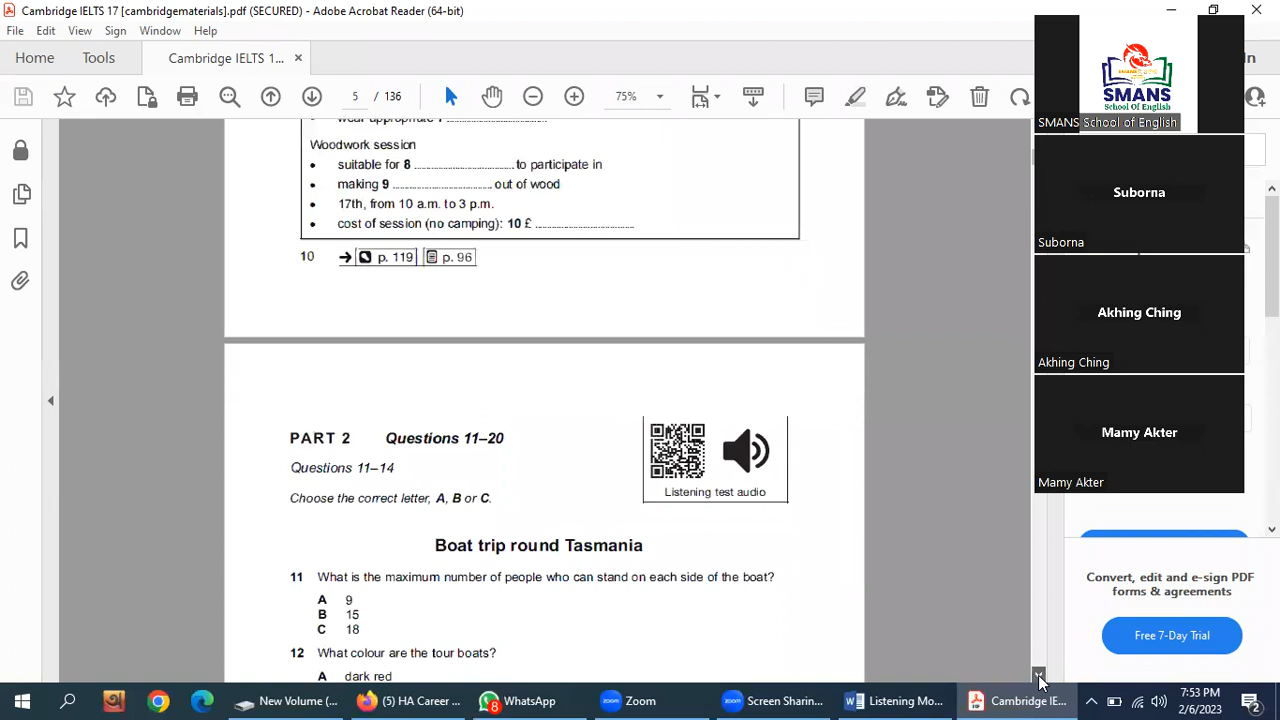 Cambridge IELTS 17 [cambridgematerials].pdf (SECURED) - Adobe Acrobat Reader (64-bit)
File Edit View Sign Window Help
Home Tools Cambridge IELTS 1... × In
5 / 136 75%
Woodwork session
• suitable for 8 ........................ to participate in
• making 9 ........................ out of wood
• 17th, from 10 a.m. to 3 p.m.
• cost of session (no camping): 10 £ ........................
10 → p. 119 p. 96
PART 2 Questions 11–20
Questions 11–14
Choose the correct letter, A, B or C.
Listening test audio
Boat trip round Tasmania
11 What is the maximum number of people who can stand on each side of the boat?
A 9
B 15
C 18
12 What colour are the tour boats?
A dark red
SMANS
School Of English
SMANS School of English
Suborna
Suborna
Akhing Ching
Akhing Ching
Mamy Akter
Mamy Akter
Convert, edit and e-sign PDF
forms & agreements
Free 7-Day Trial
New Volume (... (5) HA Career ... 8 WhatsApp zoom Zoom zoom Screen Sharin... Listening Mo... Cambridge IE...
7:53 PM
2/6/2023
2